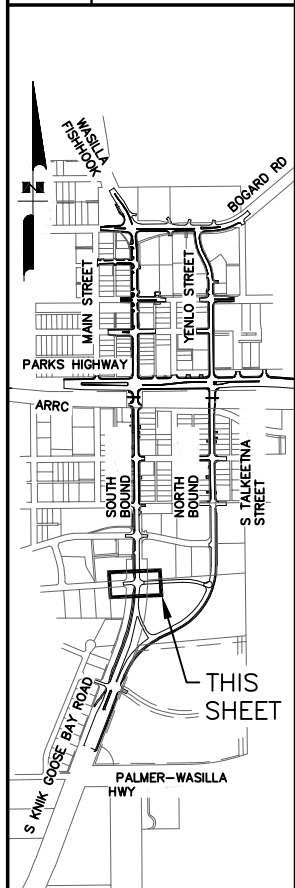 WASILLA
FISHHOOK
BOGARD RD
N
MAIN STREET
YENLO STREET
PARKS HIGHWAY
ARRC
SOUTH
BOUND
NORTH
BOUND
S TALKEETNA
STREET
THIS
SHEET
S KNIK GOOSE BAY ROAD
PALMER-WASILLA
HWY